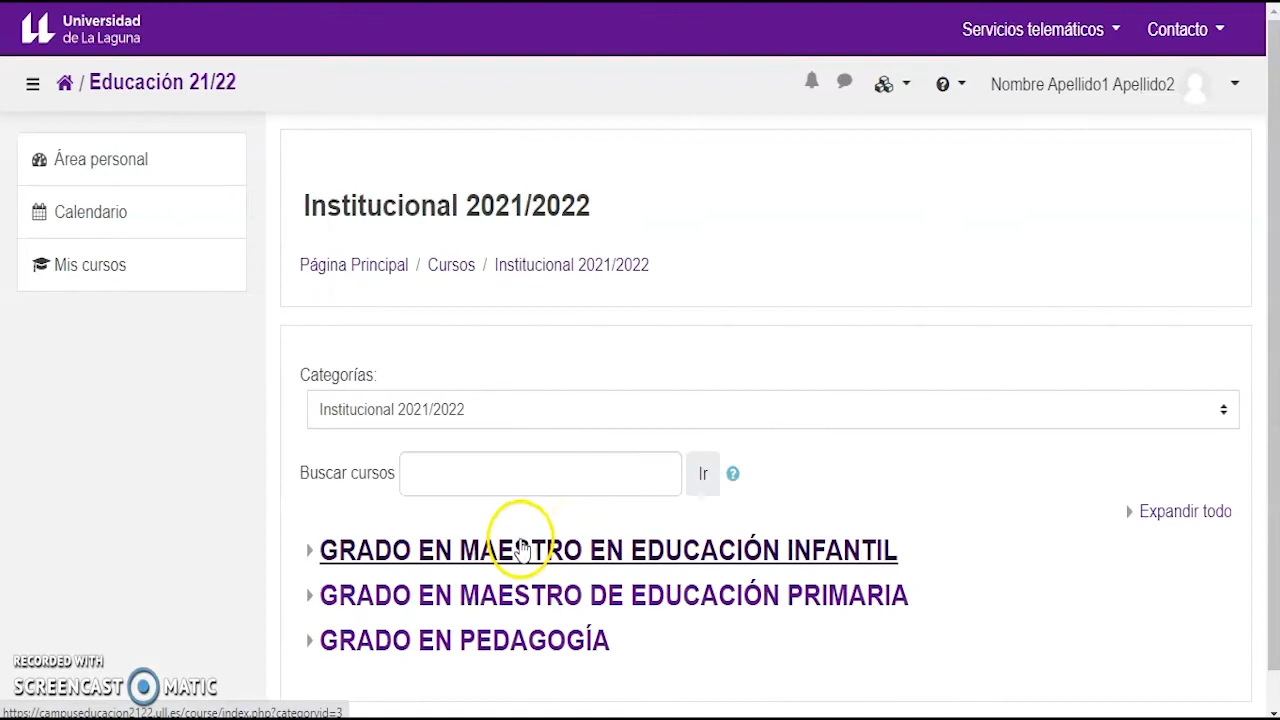 Universidad
de La Laguna
Servicios telemáticos
Contacto
/ Educación 21/22
Nombre Apellido1 Apellido2
Área personal
Calendario
Mis cursos
Institucional 2021/2022
Página Principal / Cursos / Institucional 2021/2022
Categorías:
Institucional 2021/2022
Buscar cursos
Ir
Expandir todo
GRADO EN MAESTRO EN EDUCACIÓN INFANTIL
GRADO EN MAESTRO DE EDUCACIÓN PRIMARIA
GRADO EN PEDAGOGÍA
RECORDED WITH
SCREENCAST MATIC
https://campuseducacion2122.ull.es/course/index.php?categoryid=3